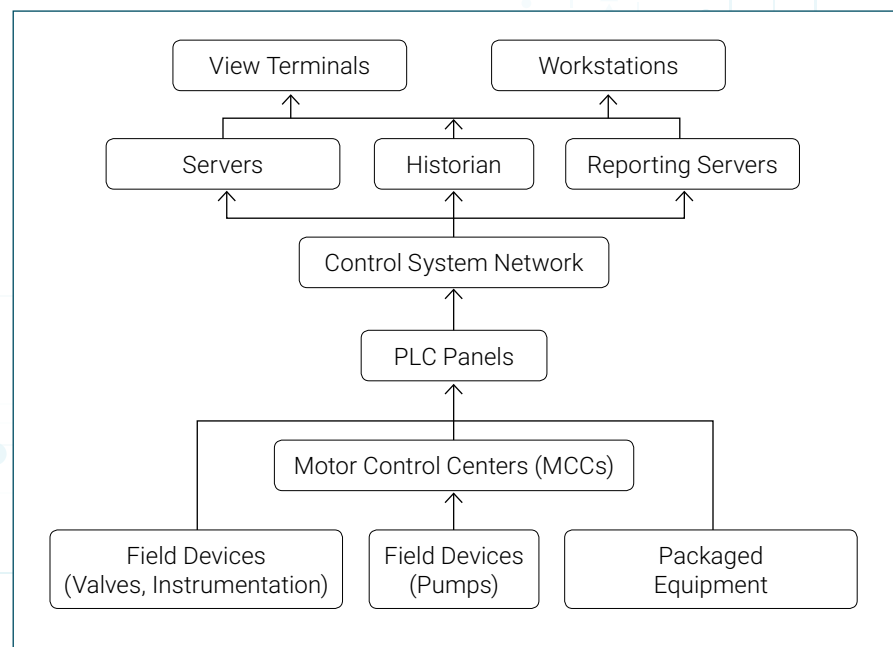 View Terminals
Workstations
Servers
Historian
Reporting Servers
Control System Network
PLC Panels
Motor Control Centers (MCCs)
Field Devices
(Valves, Instrumentation)
Field Devices
(Pumps)
Packaged
Equipment